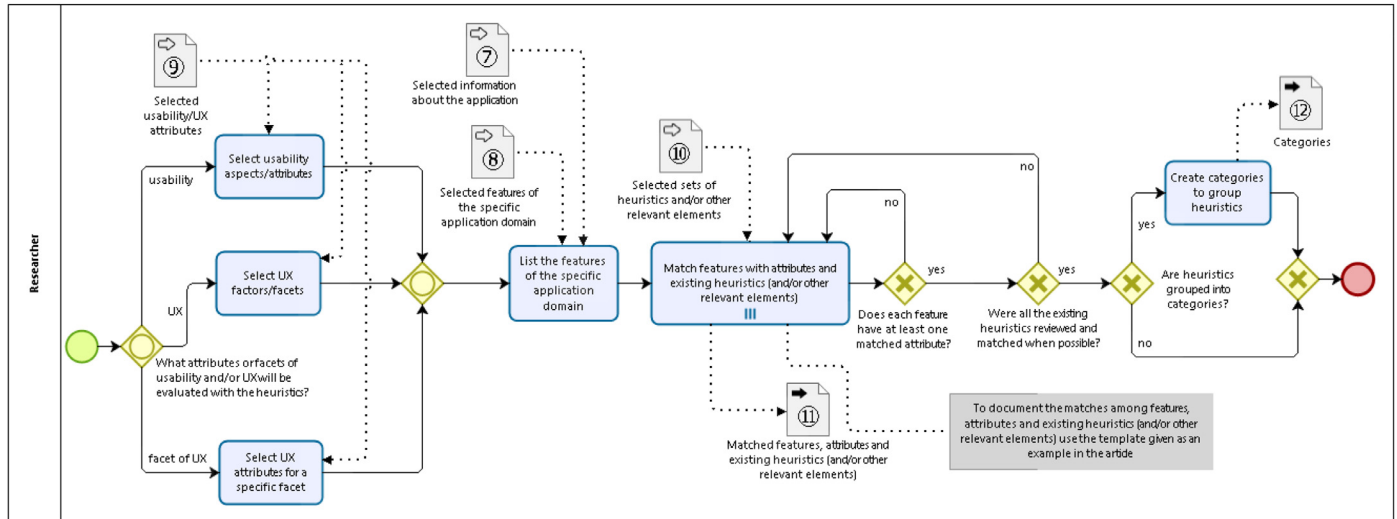 Researcher
⑨
Selected
usability/UX
attributes
⑦
Selected information
about the application
⑧
Selected features of
the specific
application domain
⑩
Selected sets of
heuristics and/or other
relevant elements
⑫
Categories
usability
Select usability
aspects/attributes
UX
Select UX
factors/facets
What attributes or facets of
usability and/or UX will be
evaluated with the heuristics?
facet of UX
Select UX
attributes for a
specific facet
List the features
of the specific
application
domain
Match features with attributes and
existing heuristics (and/or other
relevant elements)
no
yes
Does each feature
have at least one
matched attribute?
no
yes
Were all the existing
heuristics reviewed and
matched when possible?
yes
Create categories
to group
heuristics
Are heuristics
grouped into
categories?
no
⑪
Matched features, attributes and
existing heuristics (and/or other
relevant elements)
To document the matches among features,
attributes and existing heuristics (and/or other
relevant elements) use the template given as an
example in the article